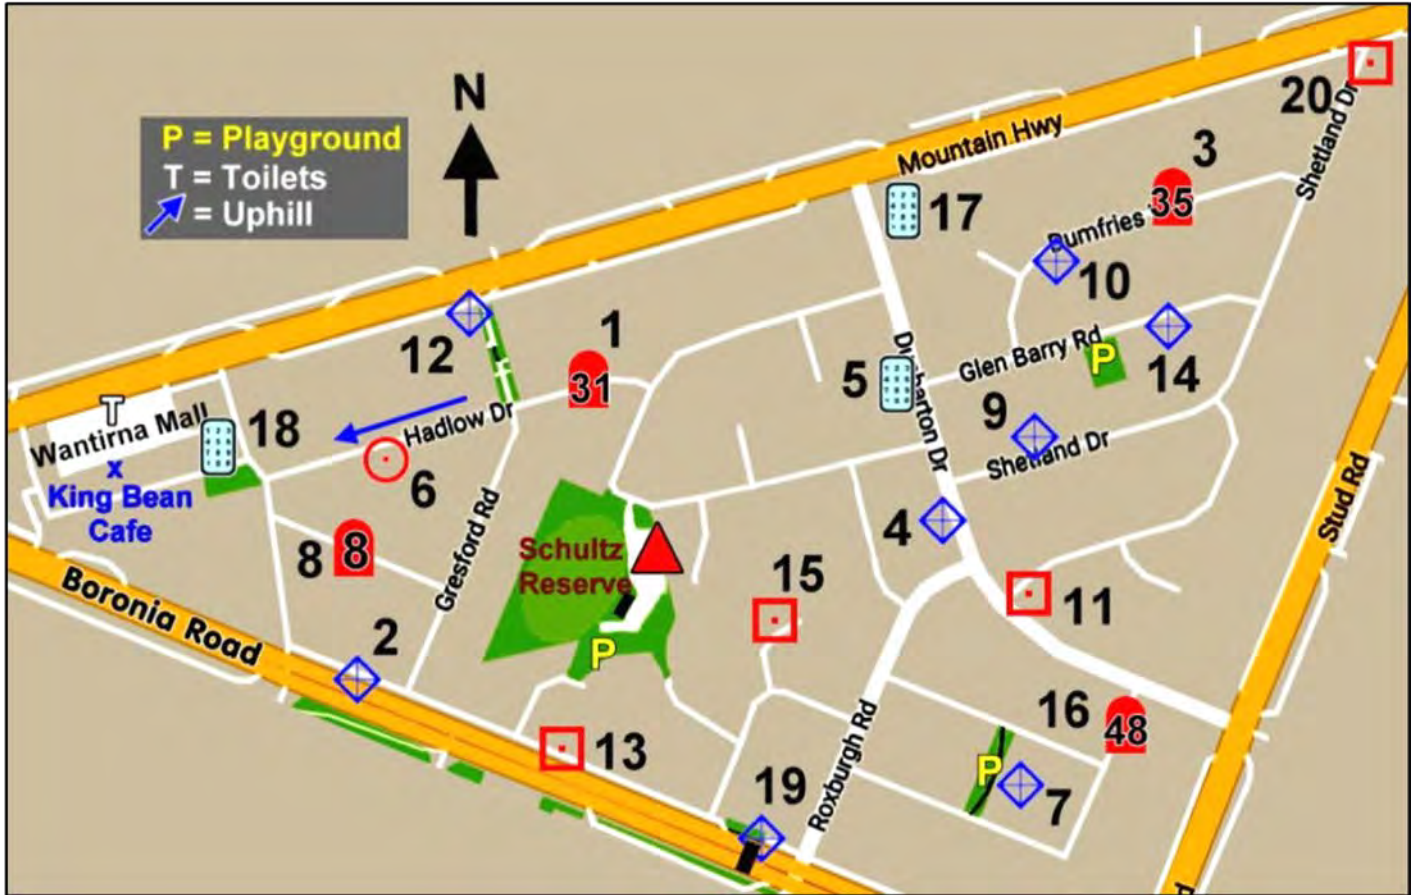 N
P = Playground
T = Toilets
= Uphill
Mountain Hwy
20
Shetland Dr
3
35
Dumfries
17
10
12
1
31
5
Dumbarton Dr
Glen Barry Rd
P
14
T
Wantirna Mall
x
King Bean
Cafe
18
Hadlow Dr
6
9
Shetland Dr
Stud Rd
8
8
Gresford Rd
Schultz
Reserve
4
15
11
Boronia Road
2
P
13
16
48
Roxburgh Rd
P
7
19